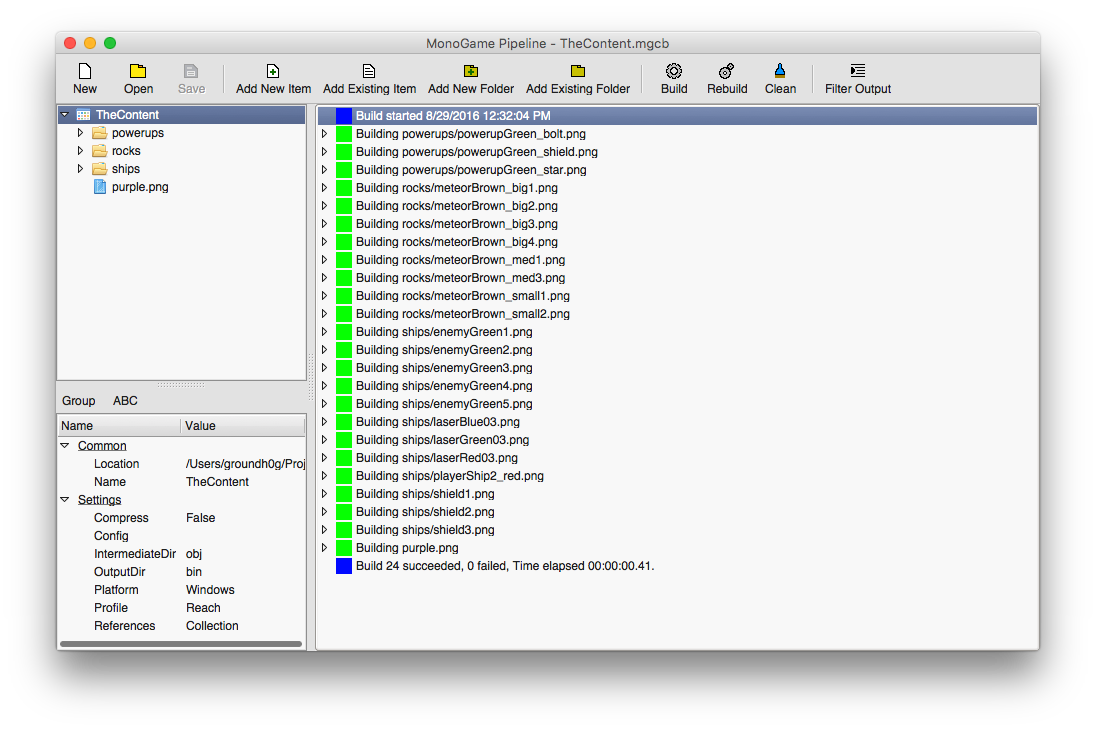 MonoGame Pipeline - TheContent.mgcb
New Open Save Add New Item Add Existing Item Add New Folder Add Existing Folder Build Rebuild Clean Filter Output
TheContent
powerups
rocks
ships
purple.png
Group ABC
Name Value
Common
Location /Users/groundh0g/Proj
Name TheContent
Settings
Compress False
Config
IntermediateDir obj
OutputDir bin
Platform Windows
Profile Reach
References Collection
Build started 8/29/2016 12:32:04 PM
Building powerups/powerupGreen_bolt.png
Building powerups/powerupGreen_shield.png
Building powerups/powerupGreen_star.png
Building rocks/meteorBrown_big1.png
Building rocks/meteorBrown_big2.png
Building rocks/meteorBrown_big3.png
Building rocks/meteorBrown_big4.png
Building rocks/meteorBrown_med1.png
Building rocks/meteorBrown_med3.png
Building rocks/meteorBrown_small1.png
Building rocks/meteorBrown_small2.png
Building ships/enemyGreen1.png
Building ships/enemyGreen2.png
Building ships/enemyGreen3.png
Building ships/enemyGreen4.png
Building ships/enemyGreen5.png
Building ships/laserBlue03.png
Building ships/laserGreen03.png
Building ships/laserRed03.png
Building ships/playerShip2_red.png
Building ships/shield1.png
Building ships/shield2.png
Building ships/shield3.png
Building purple.png
Build 24 succeeded, 0 failed, Time elapsed 00:00:00.41.